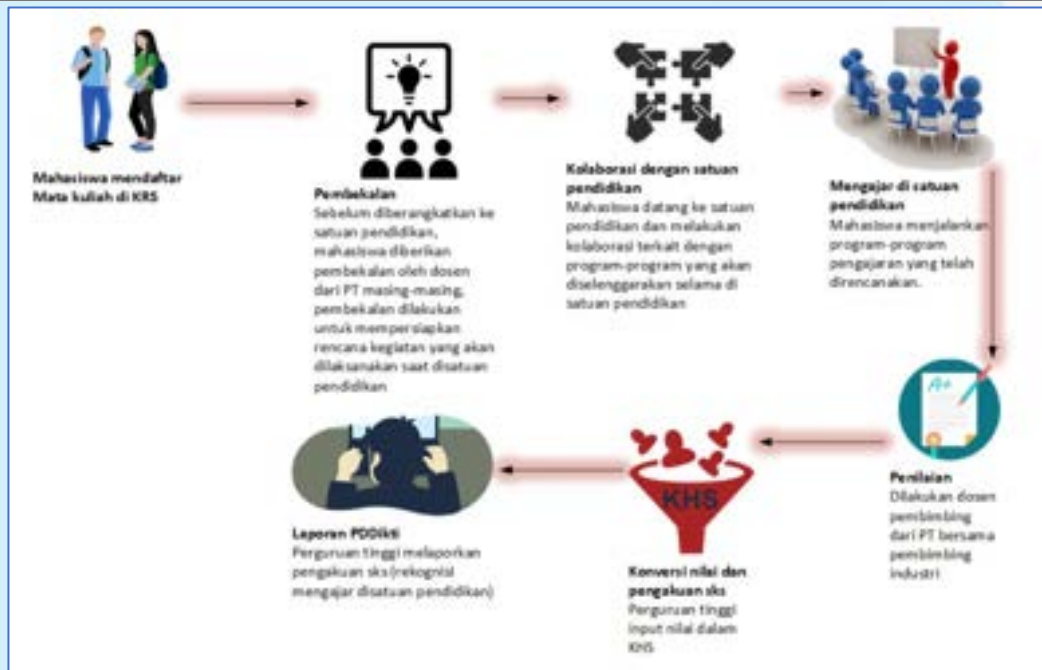 Mahasiswa mendaftar
Mata kuliah di KRS
Pembekalan
Sebelum diberangkatkan ke
satuan pendidikan,
mahasiswa diberikan
pembekalan oleh dosen
dari PT masing-masing,
pembekalan dilakukan
untuk mempersiapkan
rencana kegiatan yang akan
dilaksanakan saat disatuan
pendidikan
Kolaborasi dengan satuan
pendidikan
Mahasiswa datang ke satuan
pendidikan dan melakukan
kolaborasi terkait dengan
program-program yang akan
diselenggarakan selama di
satuan pendidikan
Mengajar di satuan
pendidikan
Mahasiswa menjalankan
program-program
pengajaran yang telah
direncanakan.
A+
Penilaian
Dilakukan dosen
pembimbing
dari PT bersama
pembimbing
industri
KHS
Konversi nilai dan
pengakuan sks
Perguruan tinggi
input nilai dalam
KHS
Laporan PDDikti
Perguruan tinggi melaporkan
pengakuan sks (rekognisi
mengajar disatuan pendidikan)